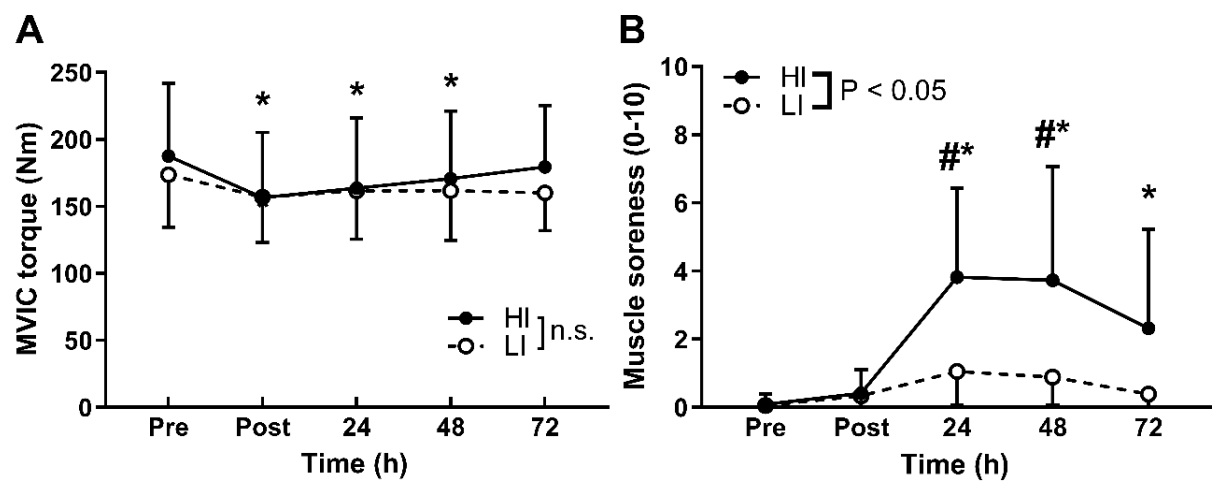 A
MVIC torque (Nm)
250
200
150
100
50
0
*
*
*
HI
LI
n.s.
Pre
Post
24
48
72
Time (h)
B
Muscle soreness (0-10)
10
8
6
4
2
0
HI
LI
P < 0.05
#*
#*
*
Pre
Post
24
48
72
Time (h)